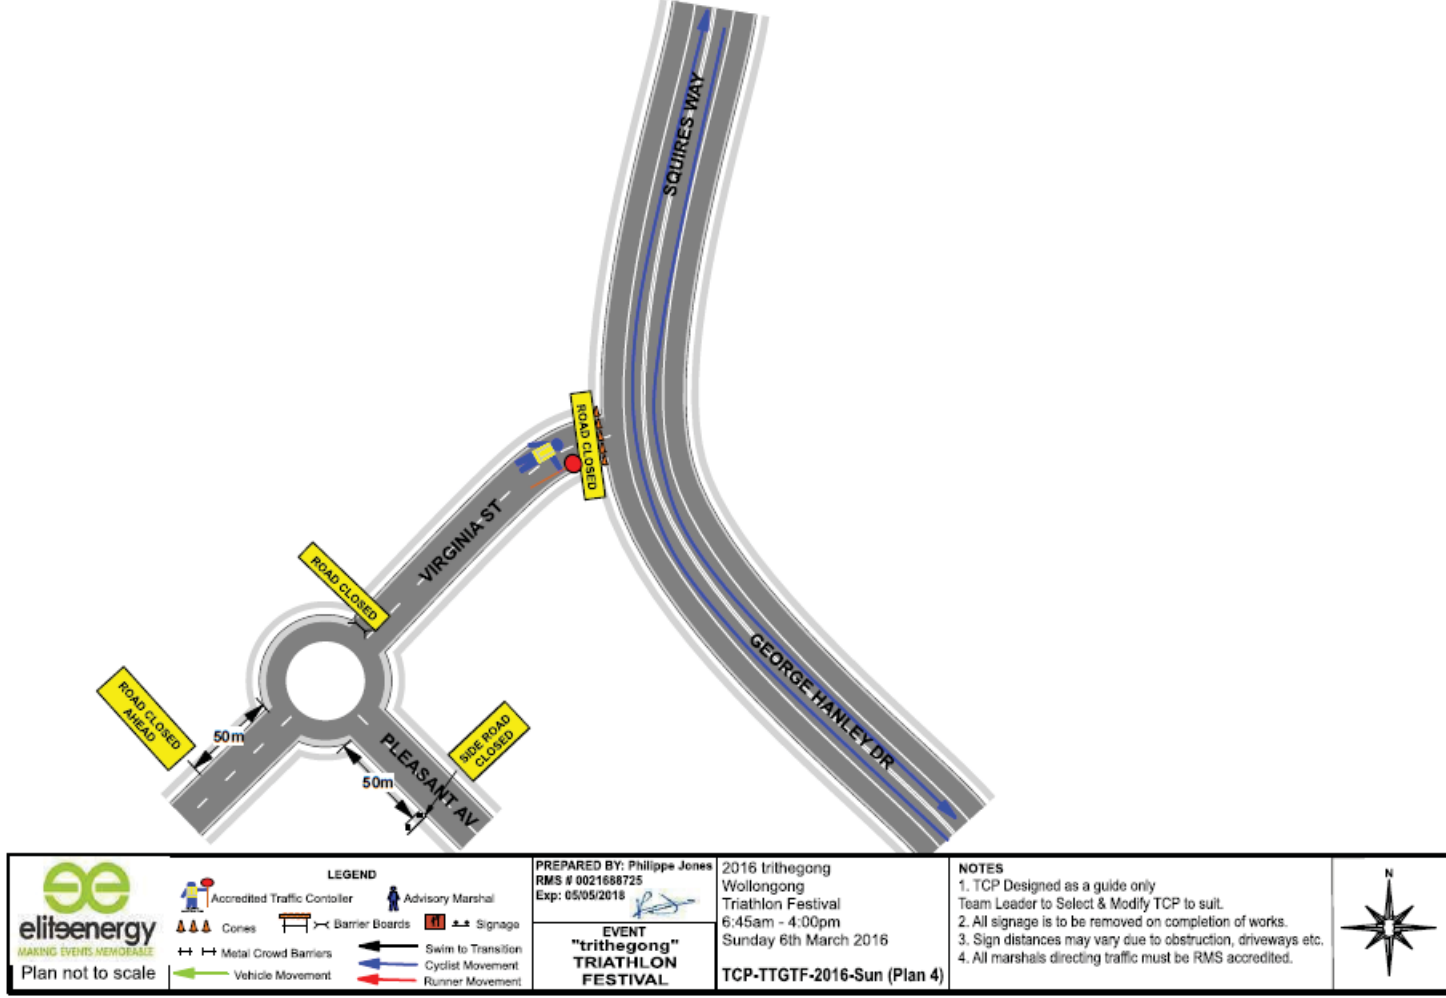 SQUIRES WAY
ROAD CLOSED
VIRGINIA ST
ROAD CLOSED
GEORGE HANLEY DR
ROAD CLOSED
AHEAD
50m
SIDE ROAD
CLOSED
PLEASANT AV
50m
eliteenergy
MAKING EVENTS MEMORABLE
Plan not to scale
LEGEND
Accredited Traffic Contoller
Advisory Marshal
Cones
Barrier Boards
Signage
Metal Crowd Barriers
Swim to Transition
Cyclist Movement
Vehicle Movement
Runner Movement
PREPARED BY: Philippe Jones
RMS # 0021688725
Exp: 05/05/2018
EVENT
"trithegong"
TRIATHLON
FESTIVAL
2016 trithegong
Wollongong
Triathlon Festival
6:45am - 4:00pm
Sunday 6th March 2016
TCP-TTGTF-2016-Sun (Plan 4)
NOTES
1. TCP Designed as a guide only
Team Leader to Select & Modify TCP to suit.
2. All signage is to be removed on completion of works.
3. Sign distances may vary due to obstruction, driveways etc.
4. All marshals directing traffic must be RMS accredited.
N